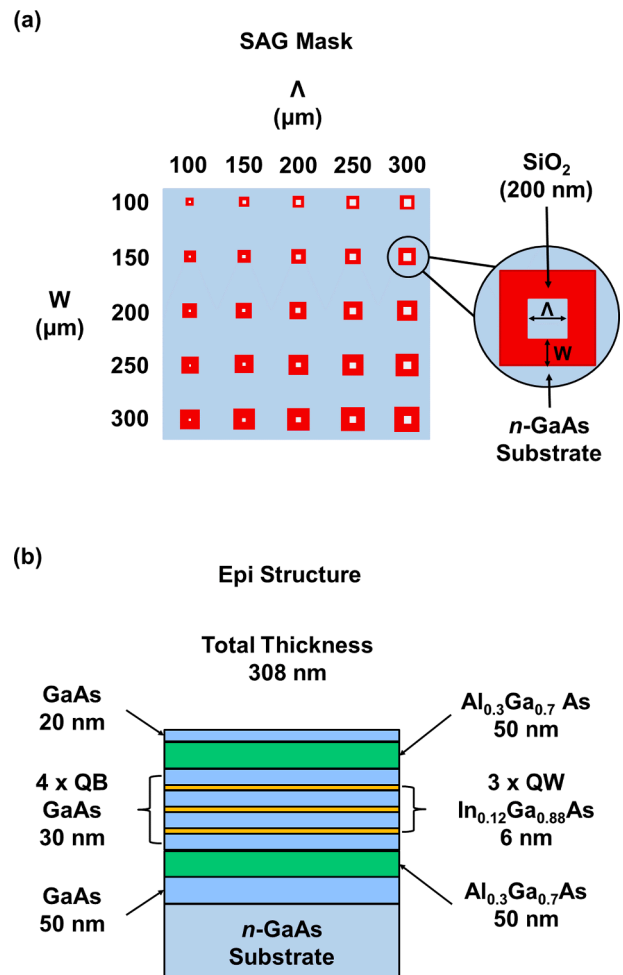 (a)
SAG Mask
Λ
(μm)
100 150 200 250 300
100
150
W
(μm)
200
250
300
SiO₂
(200 nm)
Λ
W
n-GaAs
Substrate
(b)
Epi Structure
Total Thickness
308 nm
GaAs
20 nm
Al₀.₃Ga₀.₇ As
50 nm
4 x QB
GaAs
30 nm
3 x QW
In₀.₁₂Ga₀.₈₈As
6 nm
GaAs
50 nm
Al₀.₃Ga₀.₇As
50 nm
n-GaAs
Substrate